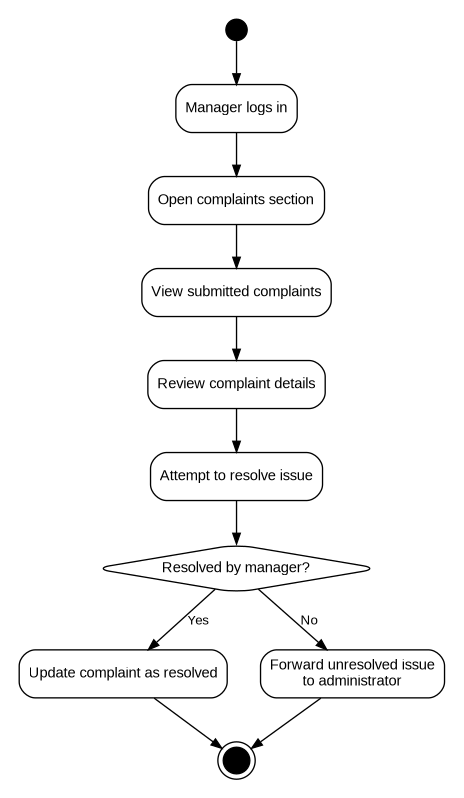 Manager logs in
Open complaints section
View submitted complaints
Review complaint details
Attempt to resolve issue
Resolved by manager?
Yes
No
Update complaint as resolved
Forward unresolved issue
to administrator